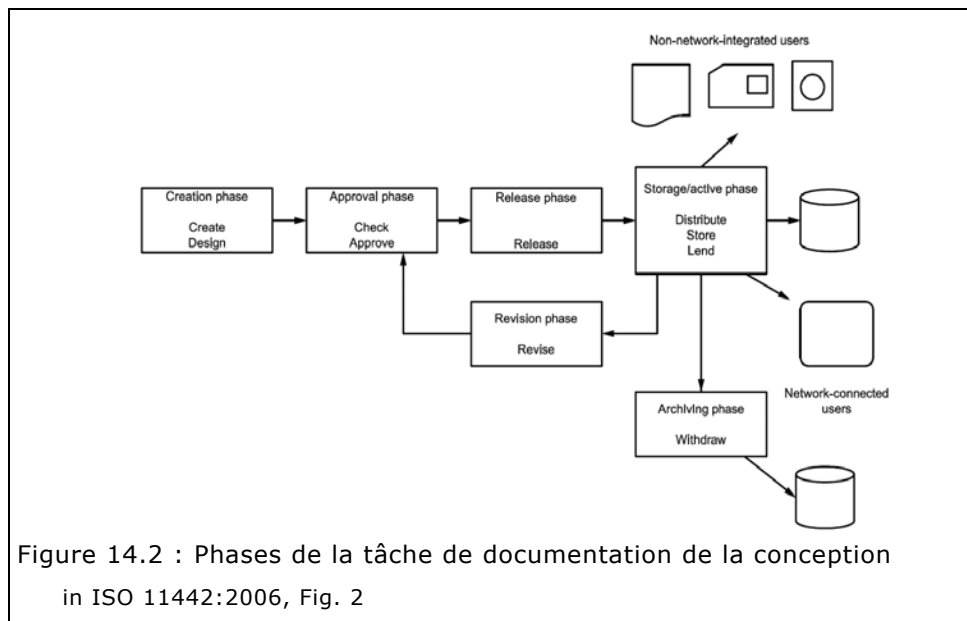 Non-network-integrated users
Creation phase
Create
Design
Approval phase
Check
Approve
Release phase
Release
Storage/active phase
Distribute
Store
Lend
Revision phase
Revise
Network-connected
users
Archiving phase
Withdraw
Figure 14.2 : Phases de la tâche de documentation de la conception
in ISO 11442:2006, Fig. 2